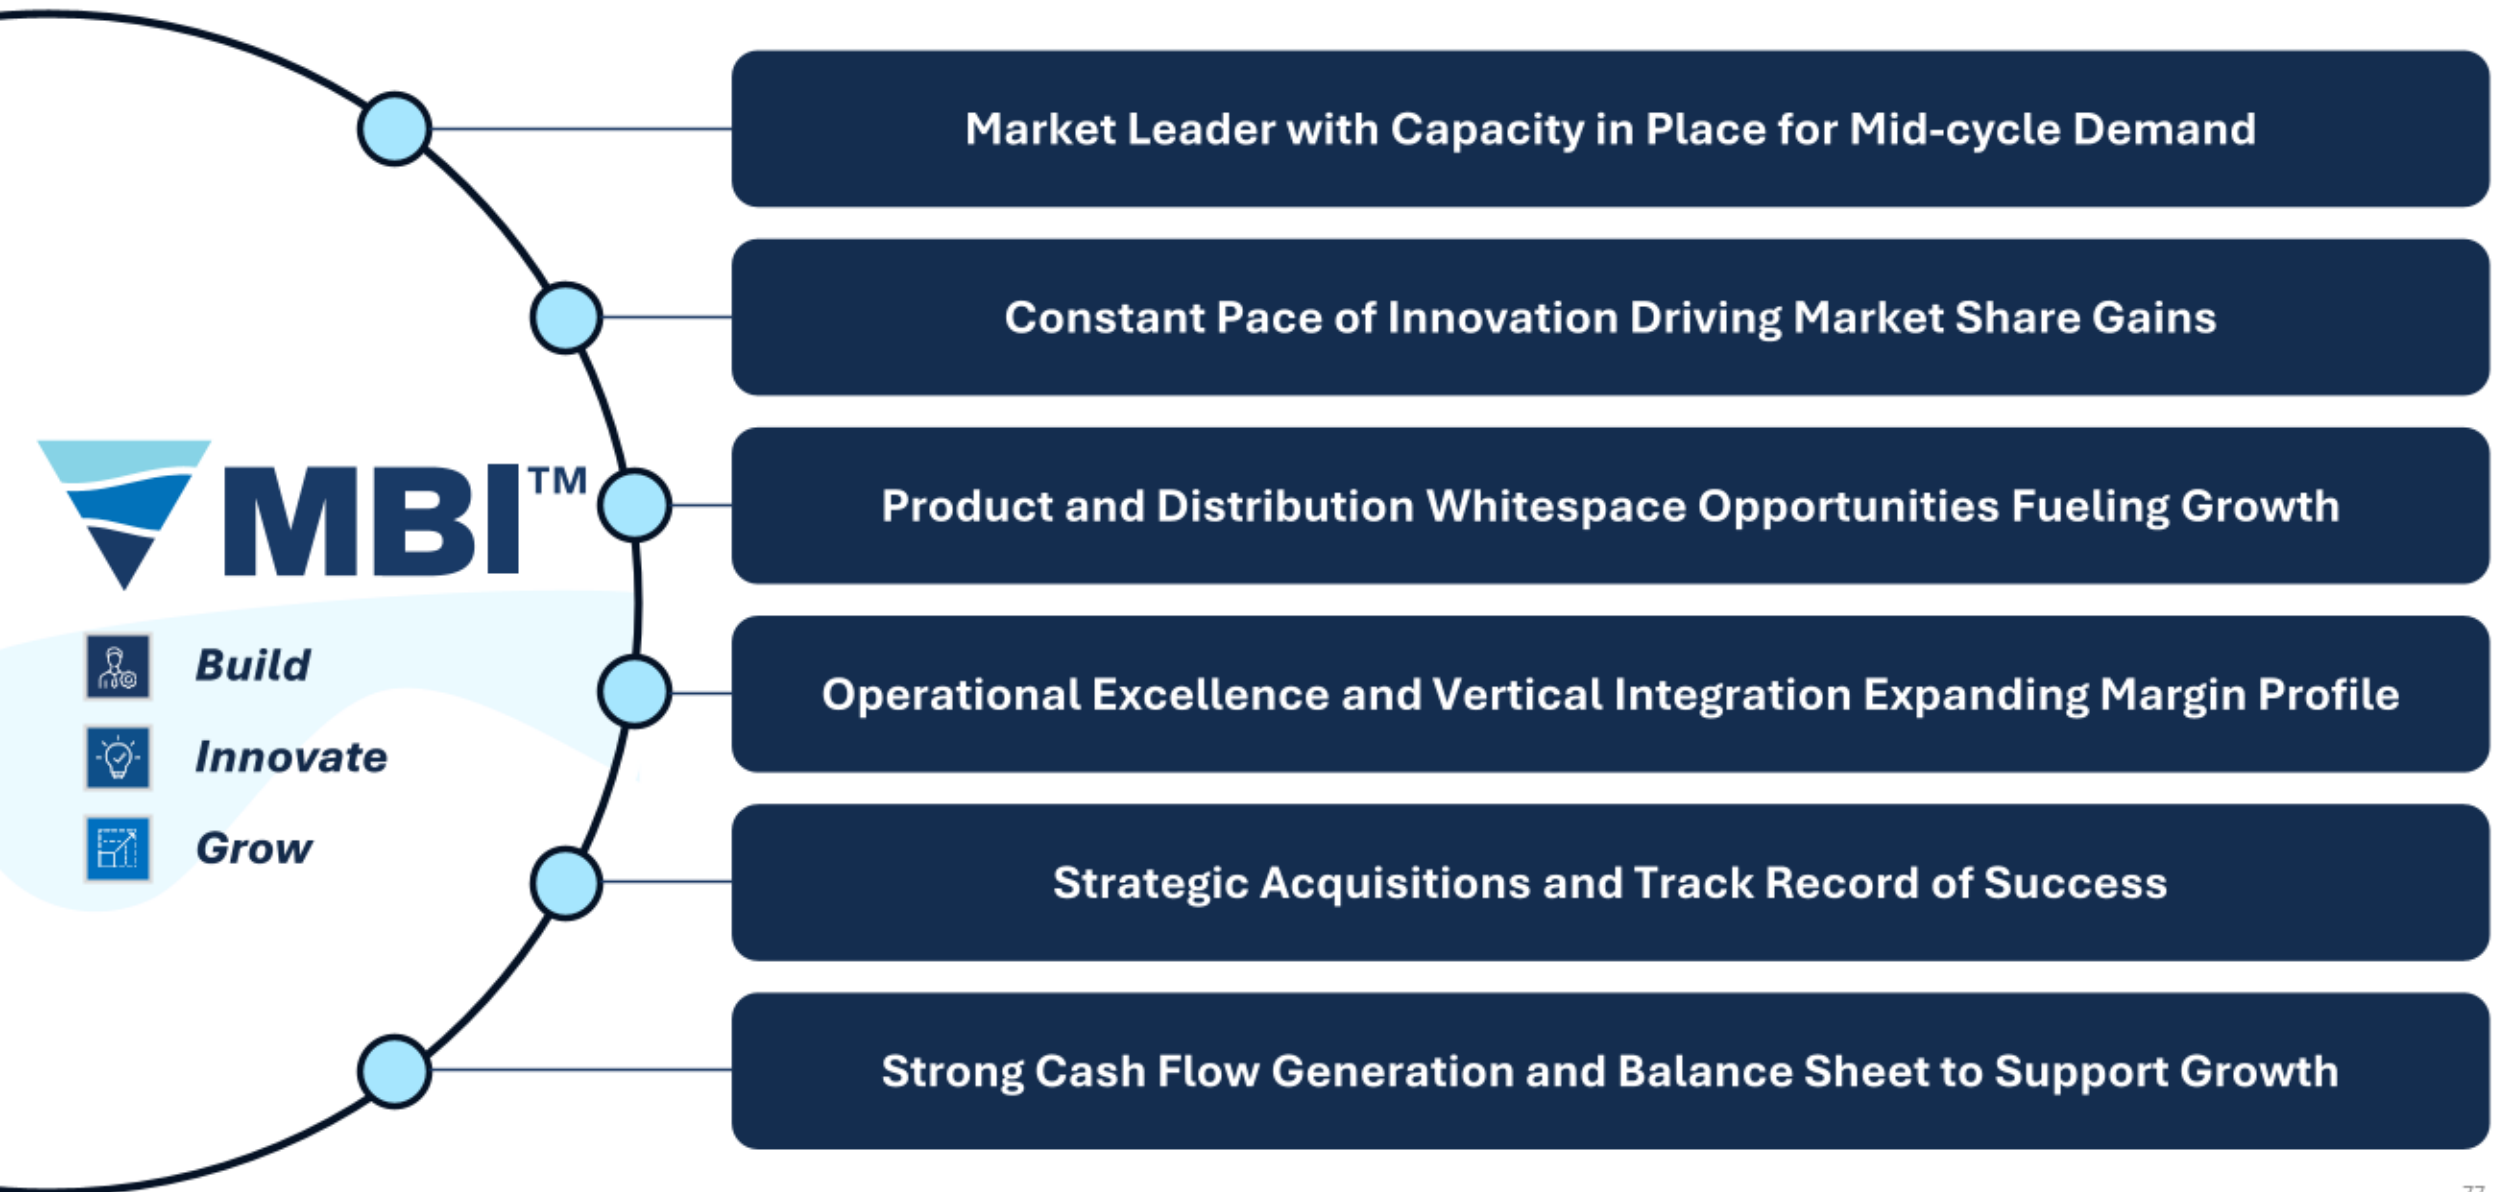 MBI™
Build
Innovate
Grow
Market Leader with Capacity in Place for Mid-cycle Demand
Constant Pace of Innovation Driving Market Share Gains
Product and Distribution Whitespace Opportunities Fueling Growth
Operational Excellence and Vertical Integration Expanding Margin Profile
Strategic Acquisitions and Track Record of Success
Strong Cash Flow Generation and Balance Sheet to Support Growth